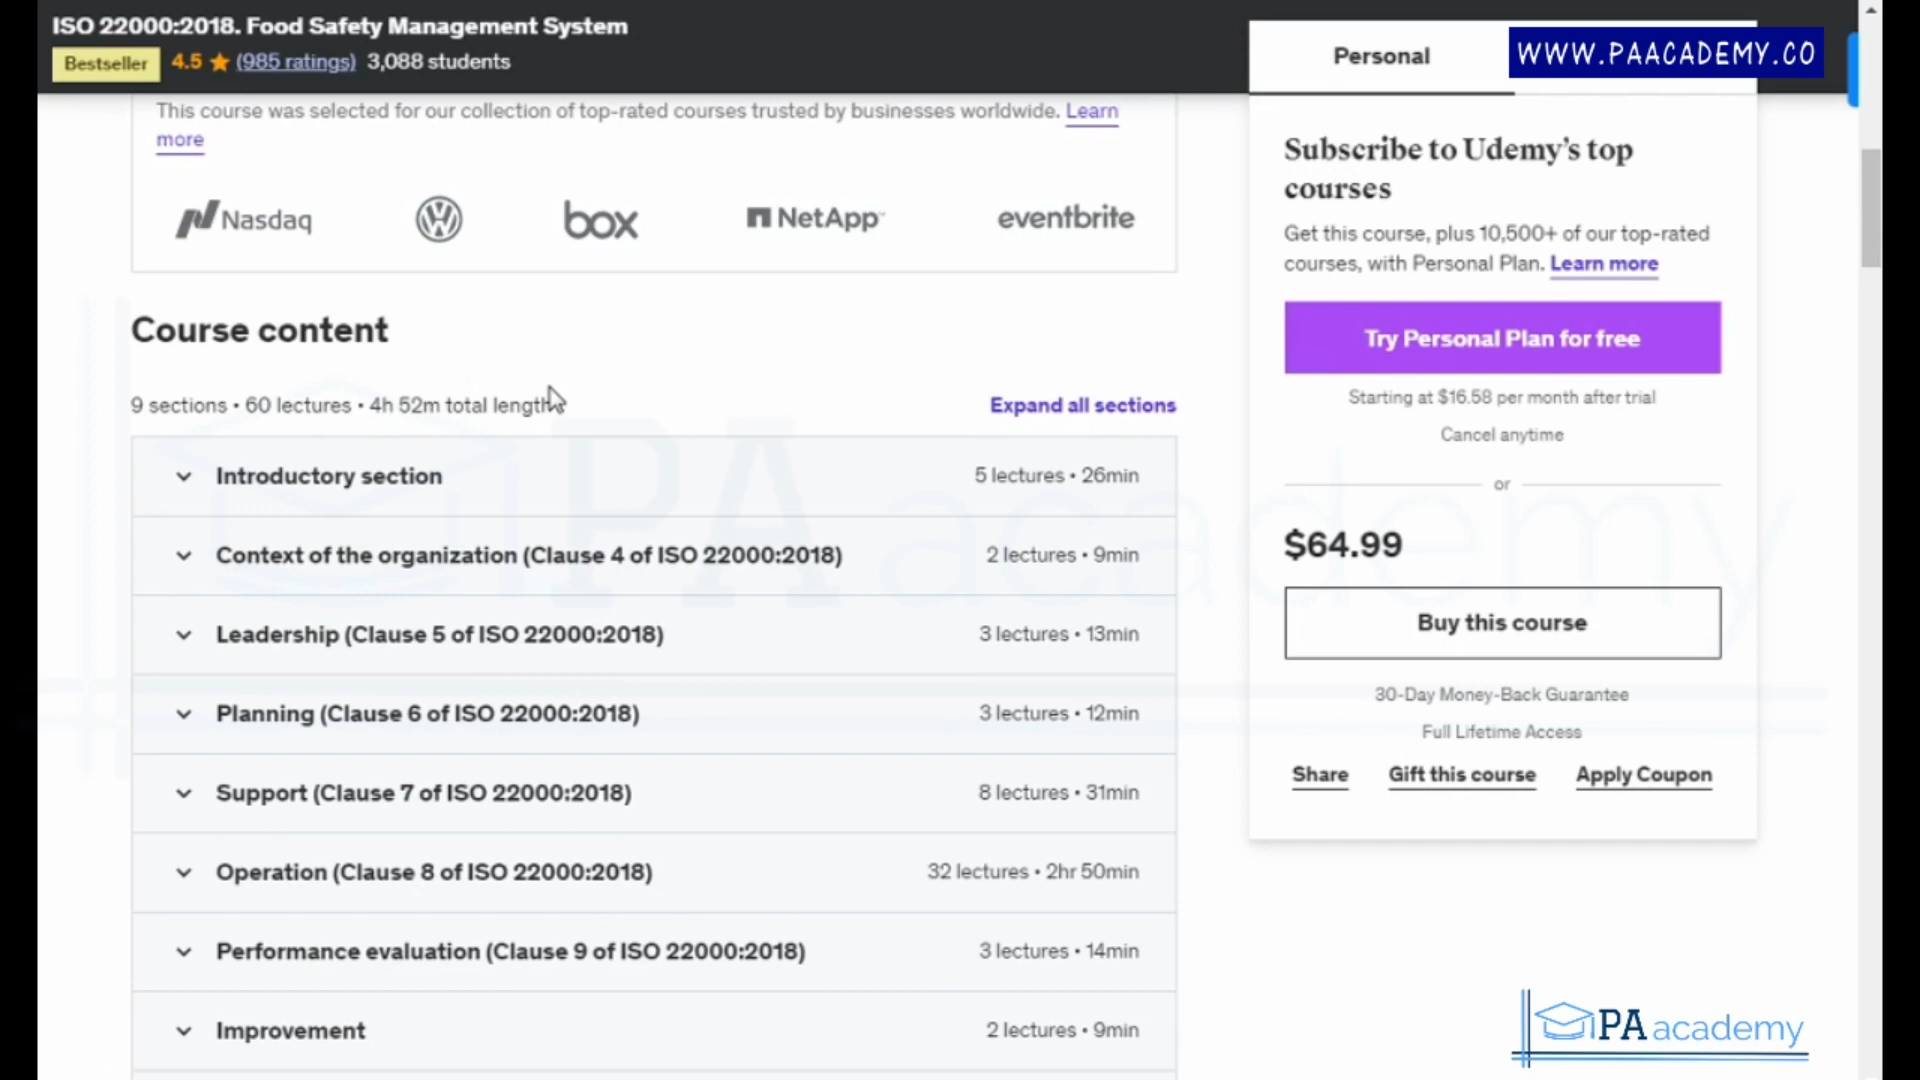 ISO 22000:2018. Food Safety Management System
Bestseller 4.5 (985 ratings) 3,088 students
Personal
WWW.PAACADEMY.CO
This course was selected for our collection of top-rated courses trusted by businesses worldwide. Learn
more
Nasdaq
box
NetApp
eventbrite
Subscribe to Udemy's top
courses
Get this course, plus 10,500+ of our top-rated
courses, with Personal Plan. Learn more
Try Personal Plan for free
Starting at $16.58 per month after trial
Cancel anytime
or
$64.99
Buy this course
30-Day Money-Back Guarantee
Full Lifetime Access
Share Gift this course Apply Coupon
Course content
9 sections • 60 lectures • 4h 52m total length
Expand all sections
Introductory section 5 lectures • 26min
Context of the organization (Clause 4 of ISO 22000:2018) 2 lectures • 9min
Leadership (Clause 5 of ISO 22000:2018) 3 lectures • 13min
Planning (Clause 6 of ISO 22000:2018) 3 lectures • 12min
Support (Clause 7 of ISO 22000:2018) 8 lectures • 31min
Operation (Clause 8 of ISO 22000:2018) 32 lectures • 2hr 50min
Performance evaluation (Clause 9 of ISO 22000:2018) 3 lectures • 14min
Improvement 2 lectures • 9min
PA academy
PA academy